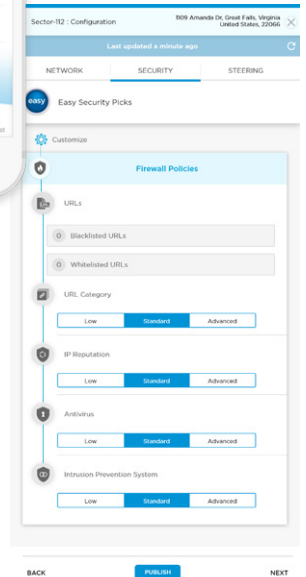 Sector-112 : Configuration
1109 Amanda Dr, Great Falls, Virginia
United States, 22066
Last updated a minute ago
NETWORK SECURITY STEERING
easy Easy Security Picks
Customize
Firewall Policies
URLs
0 Blacklisted URLs
0 Whitelisted URLs
URL Category
Low Standard Advanced
IP Reputation
Low Standard Advanced
Antivirus
Low Standard Advanced
Intrusion Prevention System
Low Standard Advanced
BACK PUBLISH NEXT